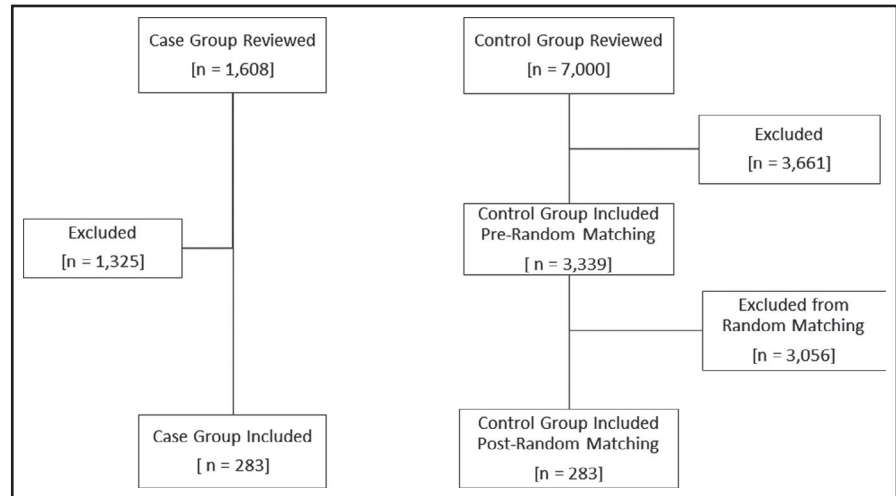 Case Group Reviewed
[n = 1,608]
Excluded
[n = 1,325]
Case Group Included
[ n = 283]
Control Group Reviewed
[n = 7,000]
Excluded
[n = 3,661]
Control Group Included
Pre-Random Matching
[ n = 3,339]
Excluded from
Random Matching
[n = 3,056]
Control Group Included
Post-Random Matching
[n = 283]